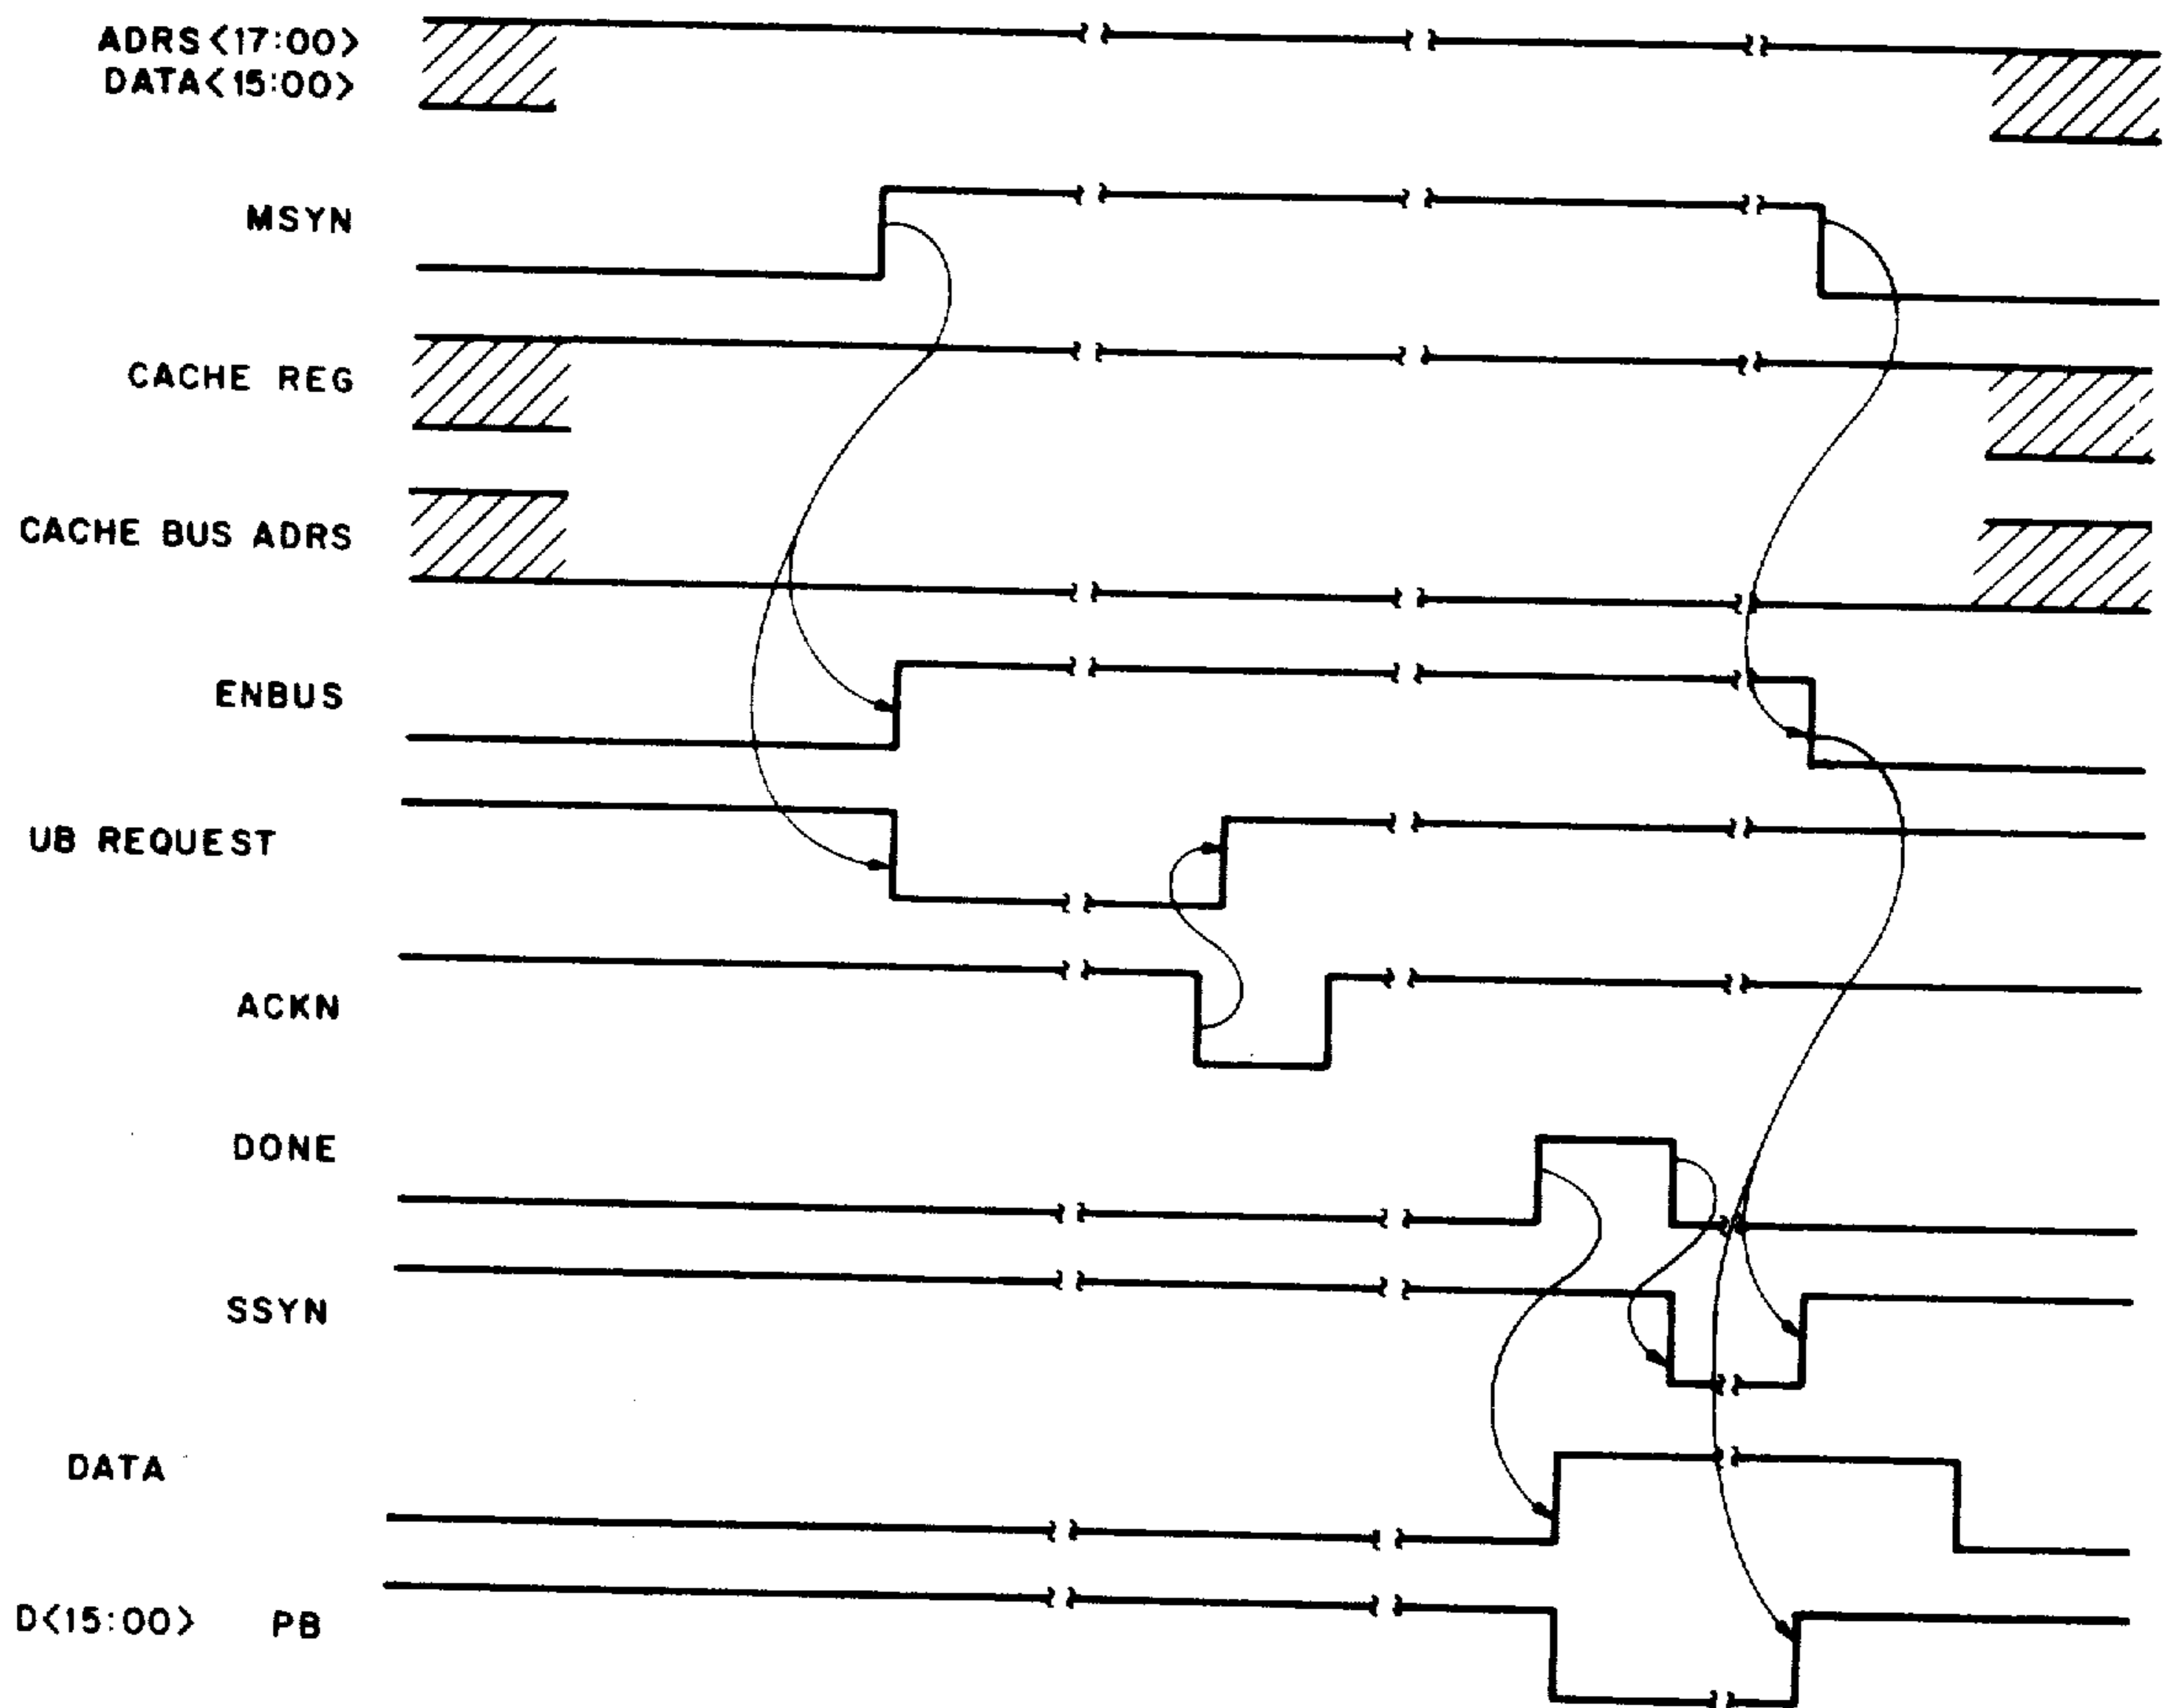 ADRS<17:00>
DATA<15:00>
MSYN
CACHE REG
CACHE BUS ADRS
ENBUS
UB REQUEST
ACKN
DONE
SSYN
DATA
D<15:00> PB